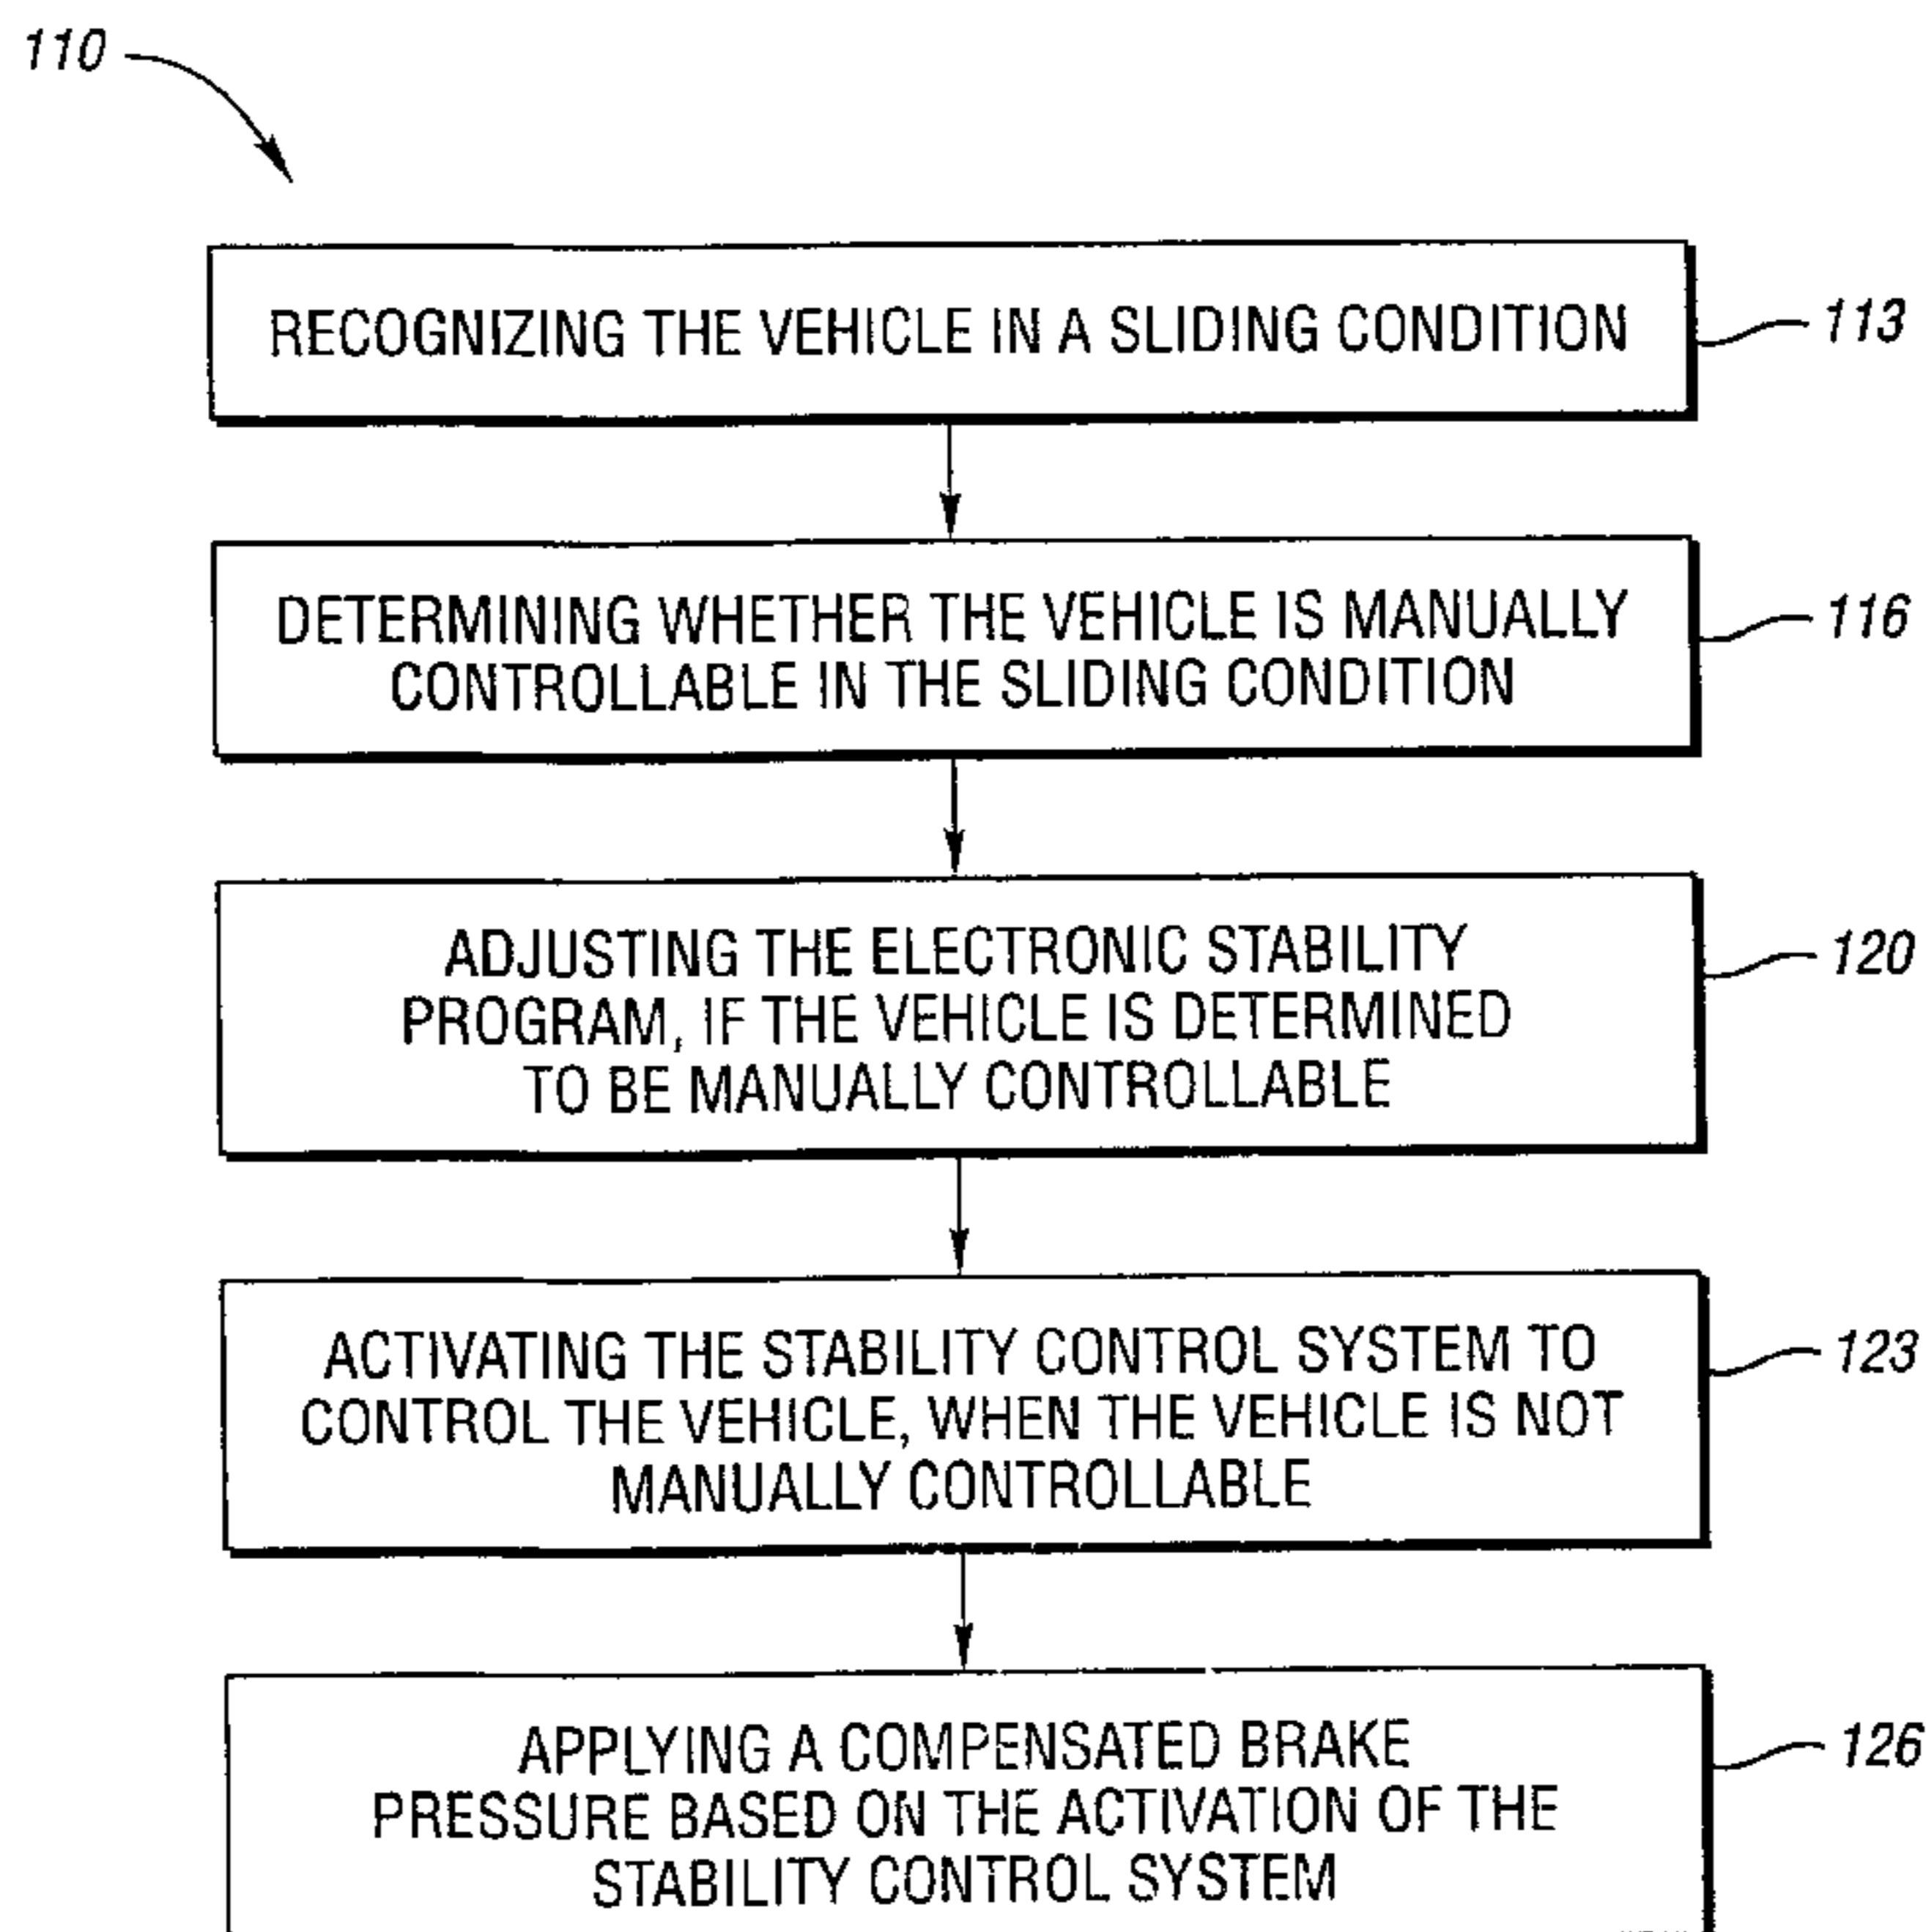 110
RECOGNIZING THE VEHICLE IN A SLIDING CONDITION
113
DETERMINING WHETHER THE VEHICLE IS MANUALLY
CONTROLLABLE IN THE SLIDING CONDITION
116
ADJUSTING THE ELECTRONIC STABILITY
PROGRAM, IF THE VEHICLE IS DETERMINED
TO BE MANUALLY CONTROLLABLE
120
ACTIVATING THE STABILITY CONTROL SYSTEM TO
CONTROL THE VEHICLE, WHEN THE VEHICLE IS NOT
MANUALLY CONTROLLABLE
123
APPLYING A COMPENSATED BRAKE
PRESSURE BASED ON THE ACTIVATION OF THE
STABILITY CONTROL SYSTEM
126